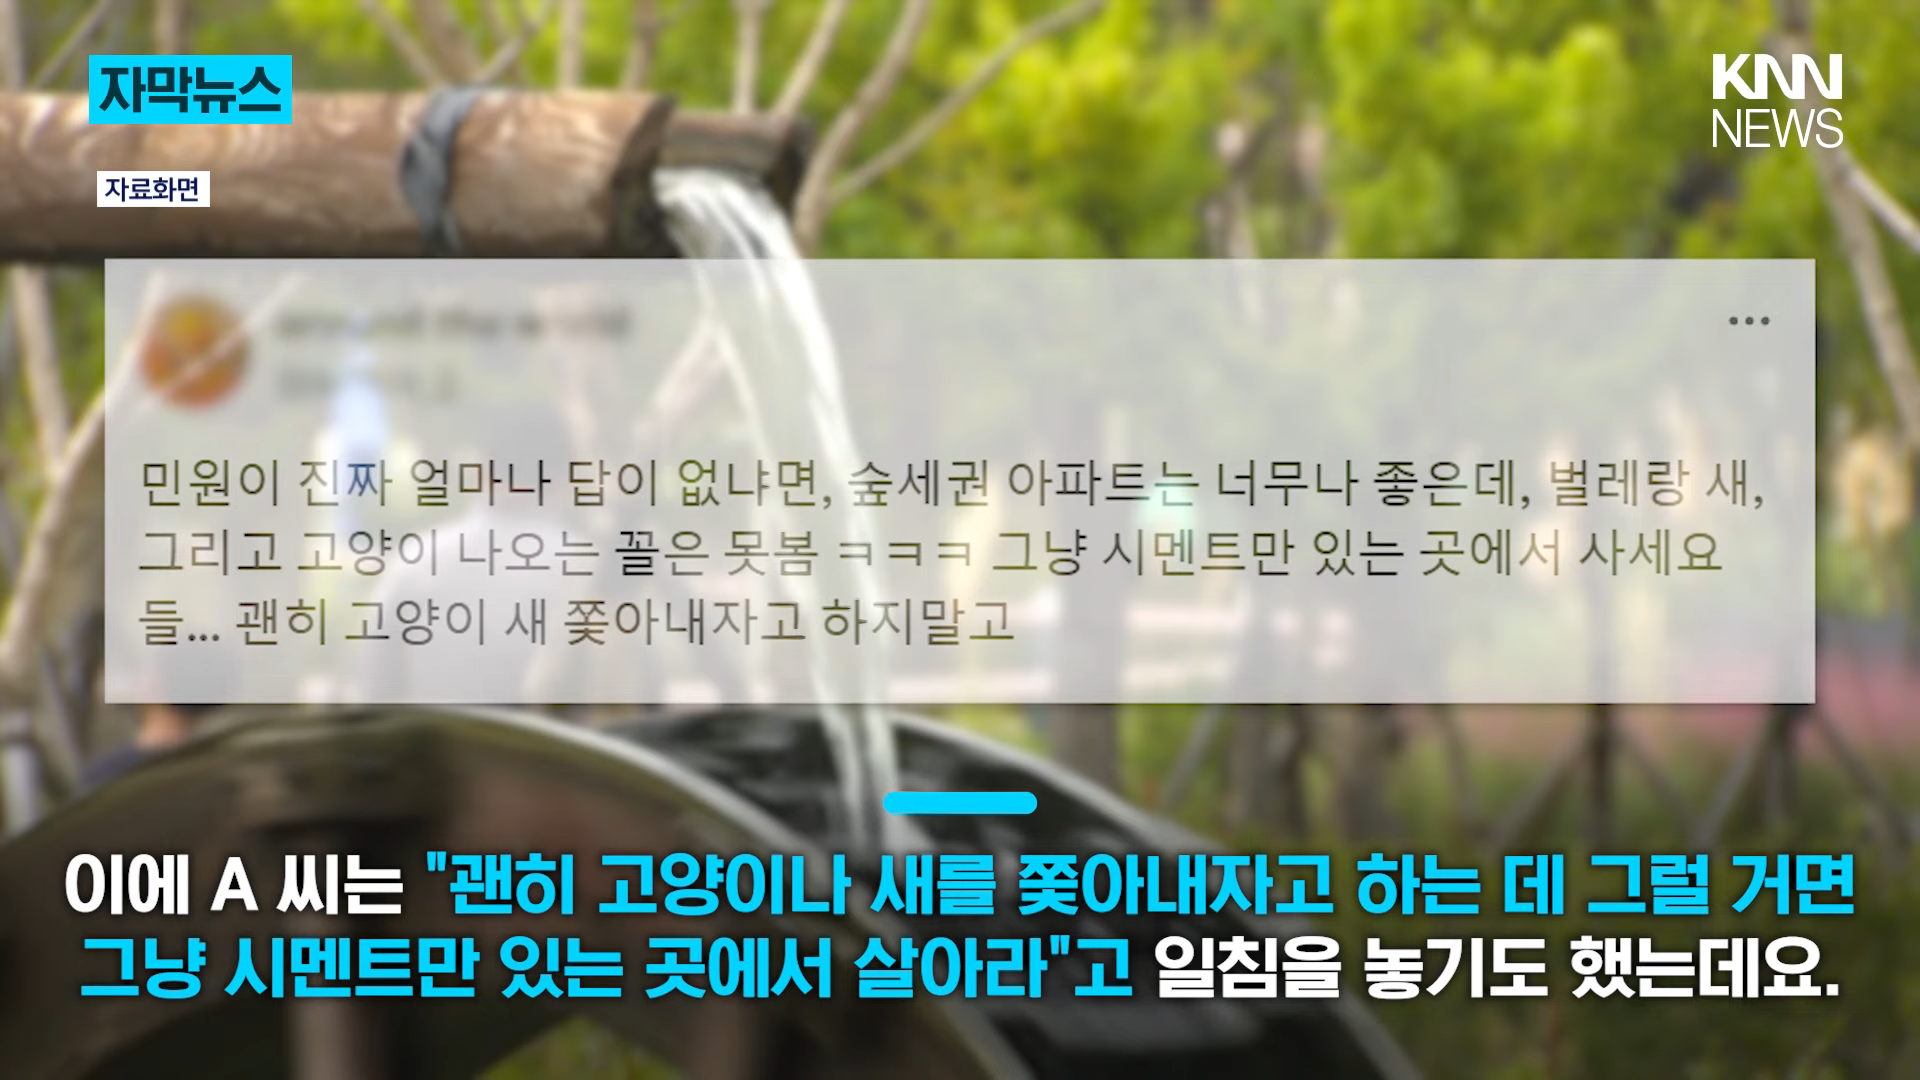 자막뉴스
KNN
NEWS
자료화면
민원이 진짜 얼마나 답이 없냐면, 숲세권 아파트는 너무나 좋은데, 벌레랑 새,
그리고 고양이 나오는 꼴은 못봄 ㅋㅋㅋ 그냥 시멘트만 있는 곳에서 사세요
들... 괜히 고양이 새 쫓아내자고 하지말고
이에 A 씨는 "괜히 고양이나 새를 쫓아내자고 하는 데 그럴 거면
그냥 시멘트만 있는 곳에서 살아라"고 일침을 놓기도 했는데요.